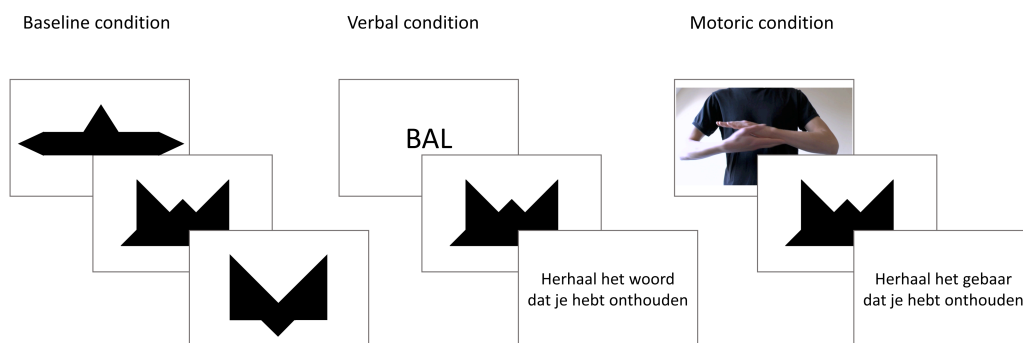 Baseline condition
Verbal condition
Motoric condition
BAL
Herhaal het woord
dat je hebt onthouden
Herhaal het gebaar
dat je hebt onthouden